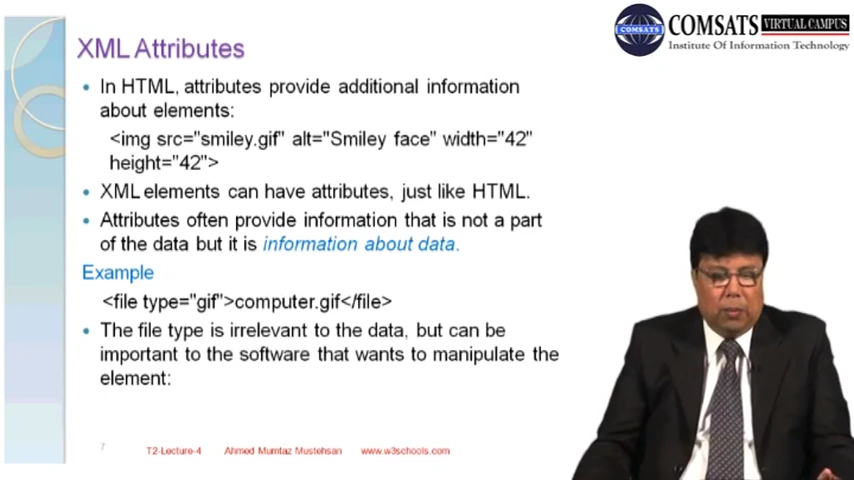 XML Attributes
COMSATS VIRTUAL CAMPUS
Institute Of Information Technology
COMSATS
• In HTML, attributes provide additional information
about elements:
<img src="smiley.gif" alt="Smiley face" width="42"
height="42">
• XML elements can have attributes, just like HTML.
• Attributes often provide information that is not a part
of the data but it is information about data.
Example
<file type="gif">computer.gif</file>
• The file type is irrelevant to the data, but can be
important to the software that wants to manipulate the
element:
7
T2-Lecture-4 Ahmed Mumtaz Mustehsan www.w3schools.com